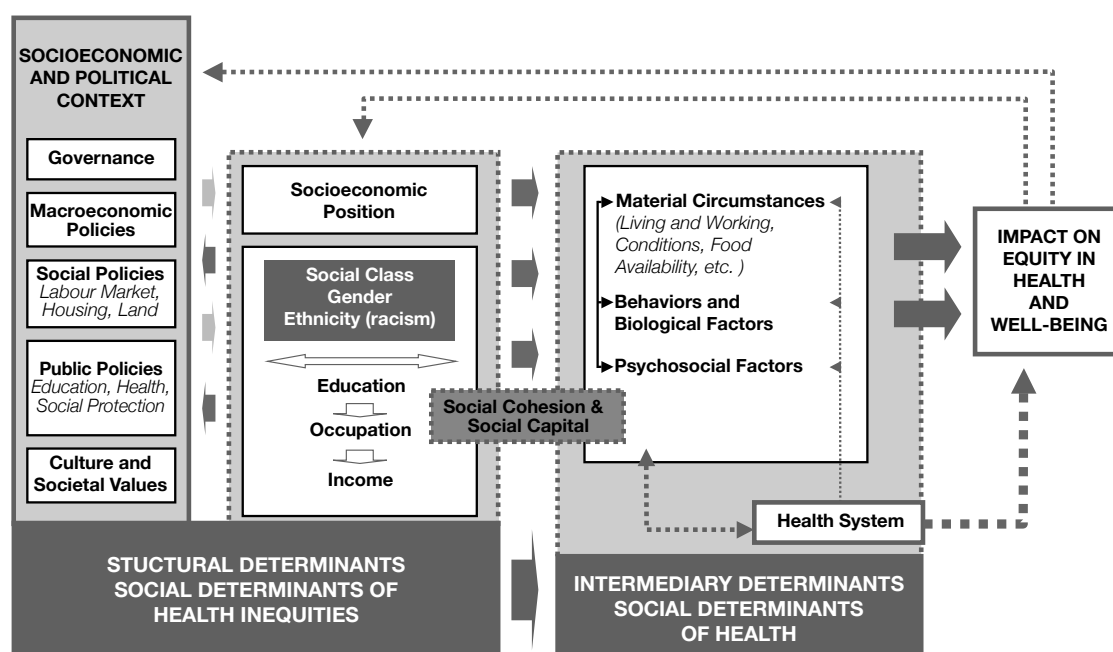 SOCIOECONOMIC
AND POLITICAL
CONTEXT
Governance
Macroeconomic
Policies
Social Policies
Labour Market,
Housing, Land
Public Policies
Education, Health,
Social Protection
Culture and
Societal Values
Socioeconomic
Position
Social Class
Gender
Ethnicity (racism)
Education
Occupation
Income
Social Cohesion &
Social Capital
Material Circumstances
(Living and Working,
Conditions, Food
Availability, etc. )
Behaviors and
Biological Factors
Psychosocial Factors
Health System
IMPACT ON
EQUITY IN
HEALTH
AND
WELL-BEING
STUCTURAL DETERMINANTS
SOCIAL DETERMINANTS OF
HEALTH INEQUITIES
INTERMEDIARY DETERMINANTS
SOCIAL DETERMINANTS
OF HEALTH